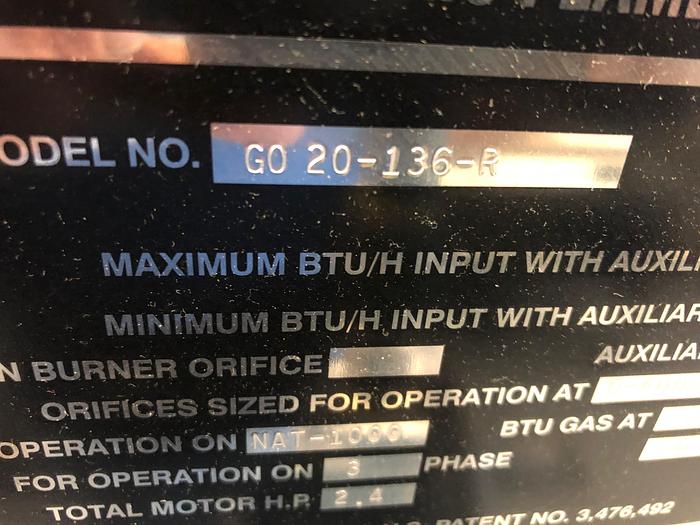 ODEL NO. GO 20-136-R
MAXIMUM BTU/H INPUT WITH AUXILI
MINIMUM BTU/H INPUT WITH AUXILIAR
N BURNER ORIFICE AUXILIA
ORIFICES SIZED FOR OPERATION AT
OPERATION ON NAT-1000 BTU GAS AT
FOR OPERATION ON 3 PHASE
TOTAL MOTOR H.P. 2.4
PATENT NO. 3,476,492